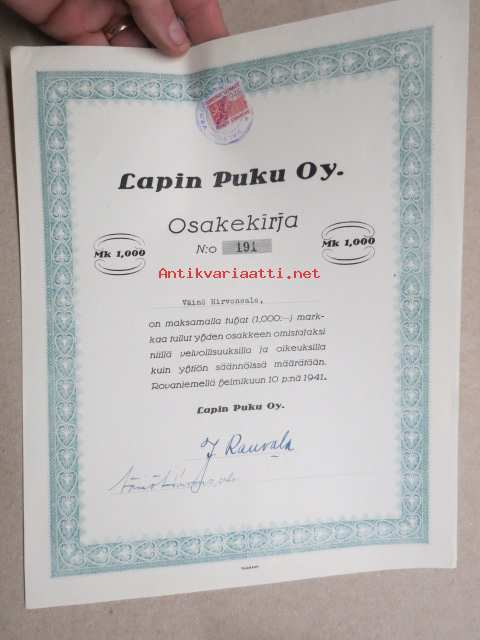 Lapin Puku Oy.
Osakekirja
N:o 191
Mk 1,000
Mk 1,000
Antikvariaatti.net
Väinö Hirvonsalo,
on maksamalla tuhat (1,000:—) mark-
kaa tullut yhden osakkeen omistajaksi
niillä velvollisuuksilla ja oikeuksilla
kuin yhtiön säännöissä määrätään.
Rovaniemellä helmikuun 10 p:nä 1941.
Lapin Puku Oy.
J Rauvala